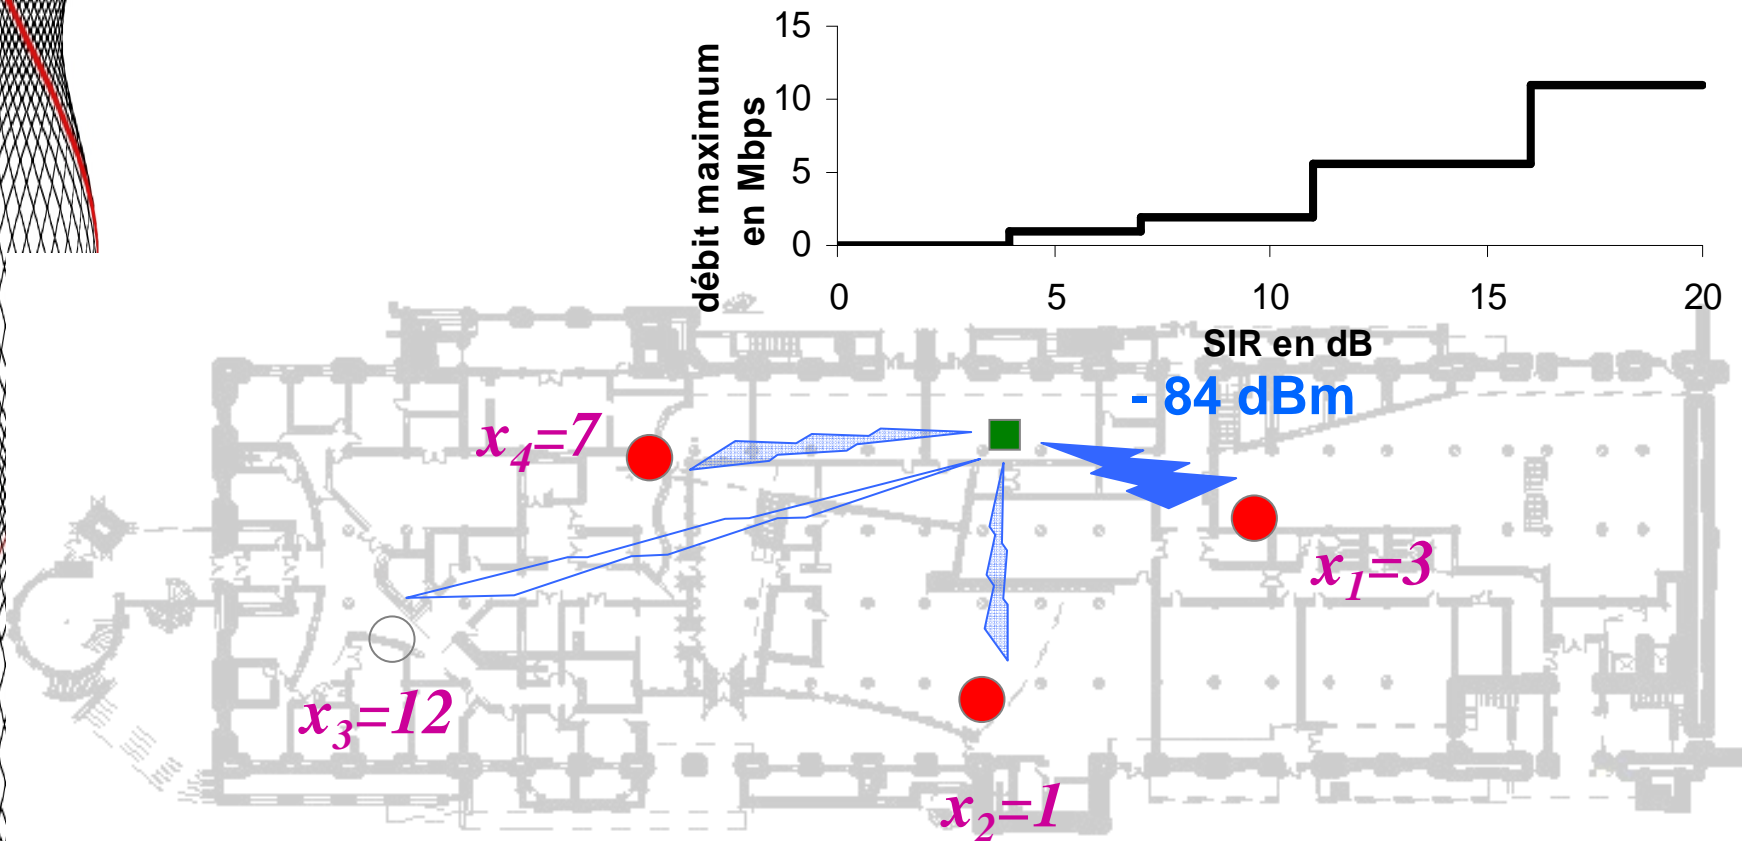 débit maximum
en Mbps
15
10
5
0
0 5 10 15 20
SIR en dB
- 84 dBm
x4=7
x1=3
x3=12
x2=1